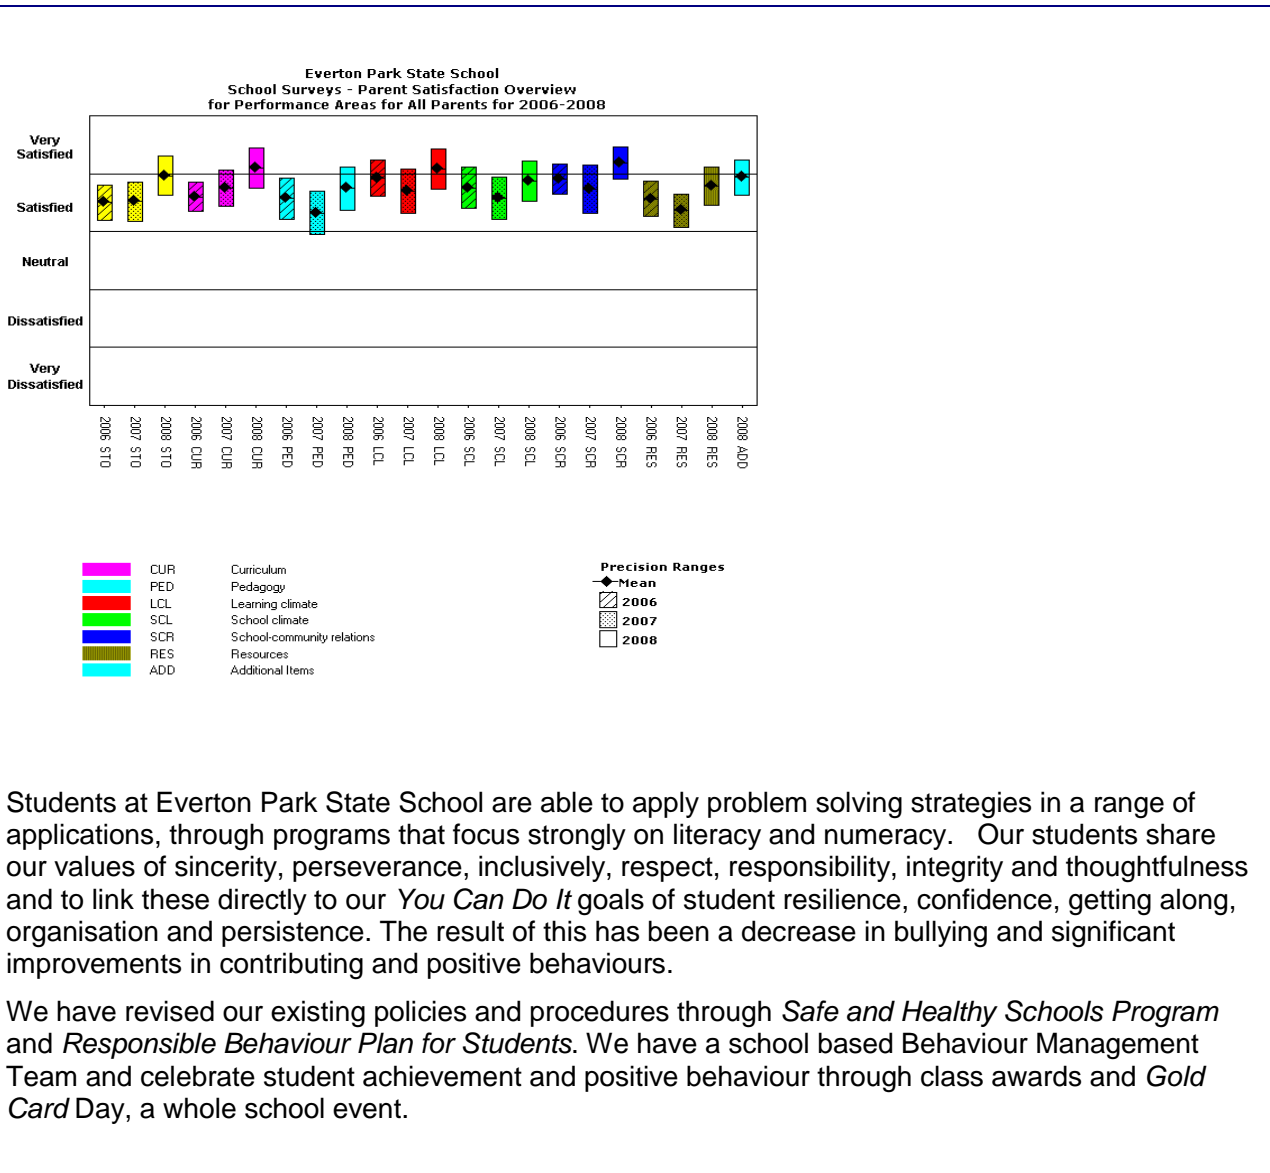 Everton Park State School
School Surveys - Parent Satisfaction Overview
for Performance Areas for All Parents for 2006-2008
Very
Satisfied
Satisfied
Neutral
Dissatisfied
Very
Dissatisfied
2006 STO
2007 STO
2008 STO
2006 CUR
2007 CUR
2008 CUR
2006 PED
2007 PED
2008 PED
2006 LCL
2007 LCL
2008 LCL
2006 SCL
2007 SCL
2008 SCL
2006 SCR
2007 SCR
2008 SCR
2006 RES
2007 RES
2008 RES
2008 ADD
CUR Curriculum
PED Pedagogy
LCL Learning climate
SCL School climate
SCR School-community relations
RES Resources
ADD Additional Items
Precision Ranges
Mean
2006
2007
2008
Students at Everton Park State School are able to apply problem solving strategies in a range of
applications, through programs that focus strongly on literacy and numeracy. Our students share
our values of sincerity, perseverance, inclusively, respect, responsibility, integrity and thoughtfulness
and to link these directly to our You Can Do It goals of student resilience, confidence, getting along,
organisation and persistence. The result of this has been a decrease in bullying and significant
improvements in contributing and positive behaviours.
We have revised our existing policies and procedures through Safe and Healthy Schools Program
and Responsible Behaviour Plan for Students. We have a school based Behaviour Management
Team and celebrate student achievement and positive behaviour through class awards and Gold
Card Day, a whole school event.